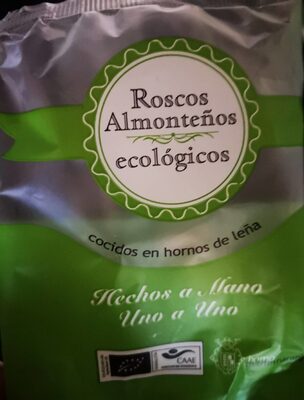 Roscos
Almonteños
ecológicos
cocidos en hornos de leña
Hechos a Mano
Uno a Uno
CAAE